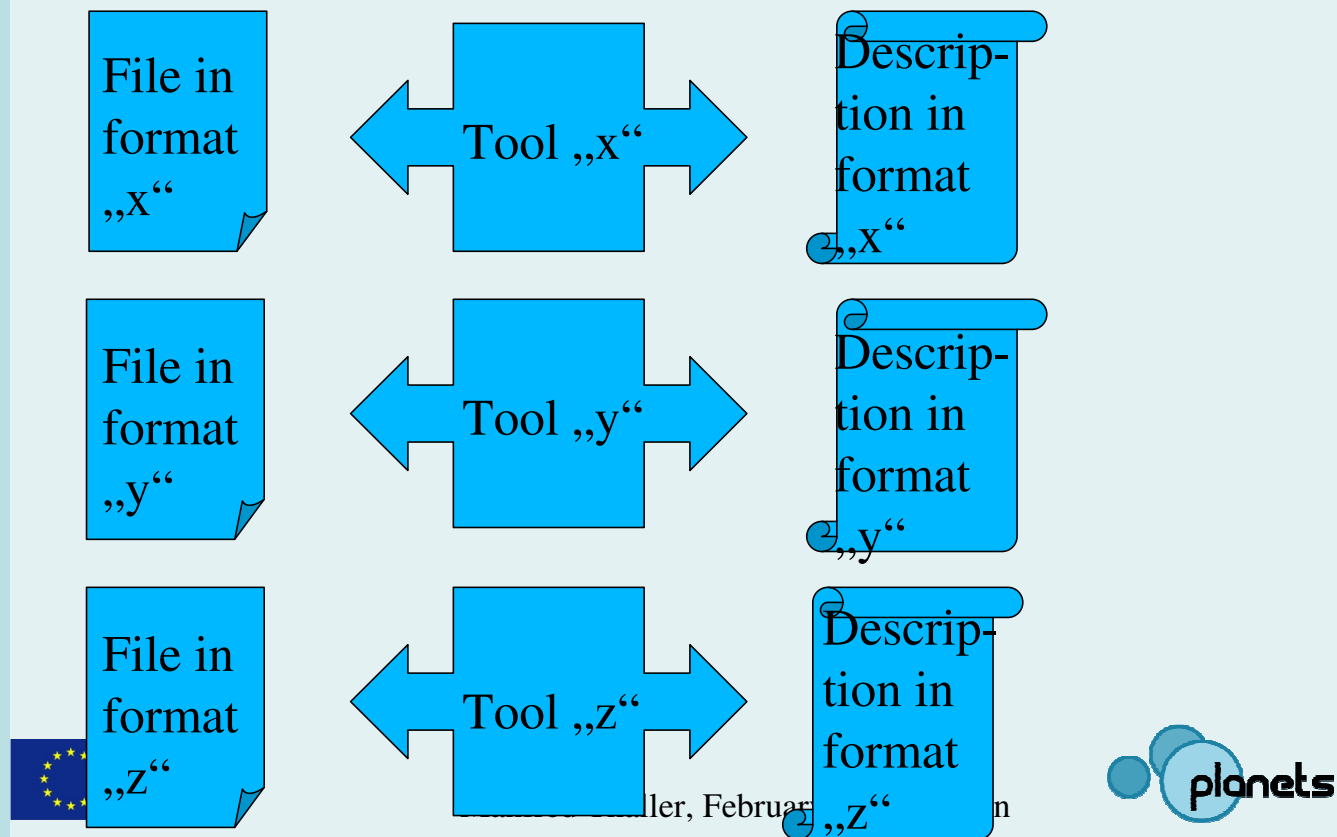 File in
format
„x“
Tool „x“
Descrip-
tion in
format
„x“
File in
format
„y“
Tool „y“
Descrip-
tion in
format
„y“
File in
format
„z“
Tool „z“
Descrip-
tion in
format
„z“
planets